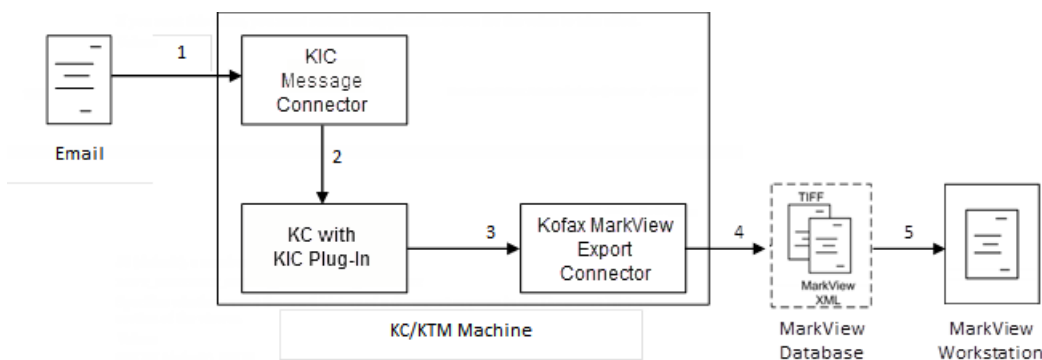 1
KIC
Message
Connector
Email
2
KC with
KIC Plug-In
3
Kofax MarkView
Export
Connector
4
TIFF
MarkView
XML
5
KC/KTM Machine
MarkView
Database
MarkView
Workstation